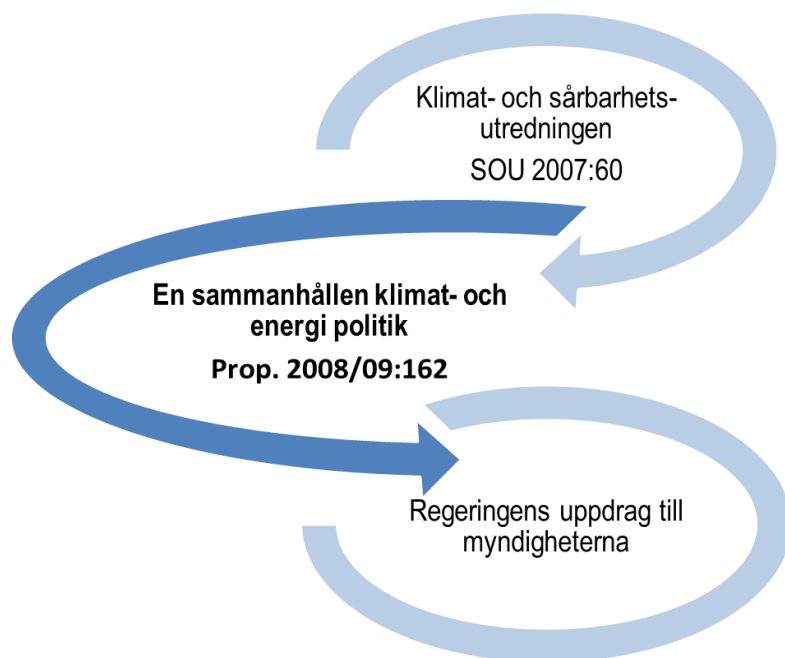 Klimat- och sårbarhets-
utredningen
SOU 2007:60
En sammanhållen klimat- och
energi politik
Prop. 2008/09:162
Regeringens uppdrag till
myndigheterna